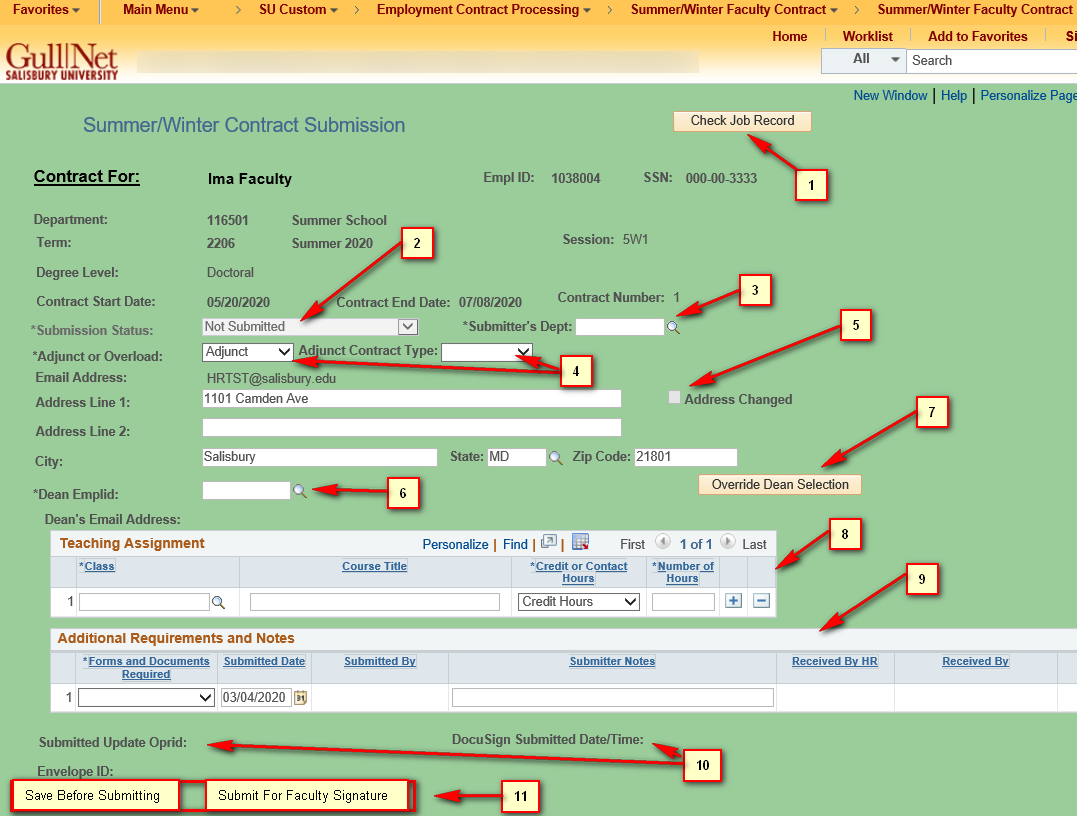 Favorites Main Menu > SU Custom > Employment Contract Processing > Summer/Winter Faculty Contract > Summer/Winter Faculty Contract
Home Worklist Add to Favorites Si
Gull Net
SALISBURY UNIVERSITY
All Search
New Window | Help | Personalize Page
Summer/Winter Contract Submission
Check Job Record
1
Contract For: Ima Faculty Empl ID: 1038004 SSN: 000-00-3333
Department: 116501 Summer School
Term: 2206 Summer 2020 Session: 5W1
2
Degree Level: Doctoral
Contract Start Date: 05/20/2020 Contract End Date: 07/08/2020 Contract Number: 1
3
*Submission Status: Not Submitted *Submitter's Dept:
5
*Adjunct or Overload: Adjunct Adjunct Contract Type:
4
Email Address: HRTST@salisbury.edu
Address Line 1: 1101 Camden Ave Address Changed
7
Address Line 2:
City: Salisbury State: MD Zip Code: 21801
Override Dean Selection
*Dean Emplid:
6
Dean's Email Address:
8
Teaching Assignment Personalize | Find | | First 1 of 1 Last
*Class Course Title *Credit or Contact Hours *Number of Hours
9
1 Credit Hours
Additional Requirements and Notes
*Forms and Documents Required Submitted Date Submitted By Submitter Notes Received By HR Received By
1 03/04/2020 31
Submitted Update Oprid: DocuSign Submitted Date/Time:
10
Envelope ID:
Save Before Submitting Submit For Faculty Signature
11